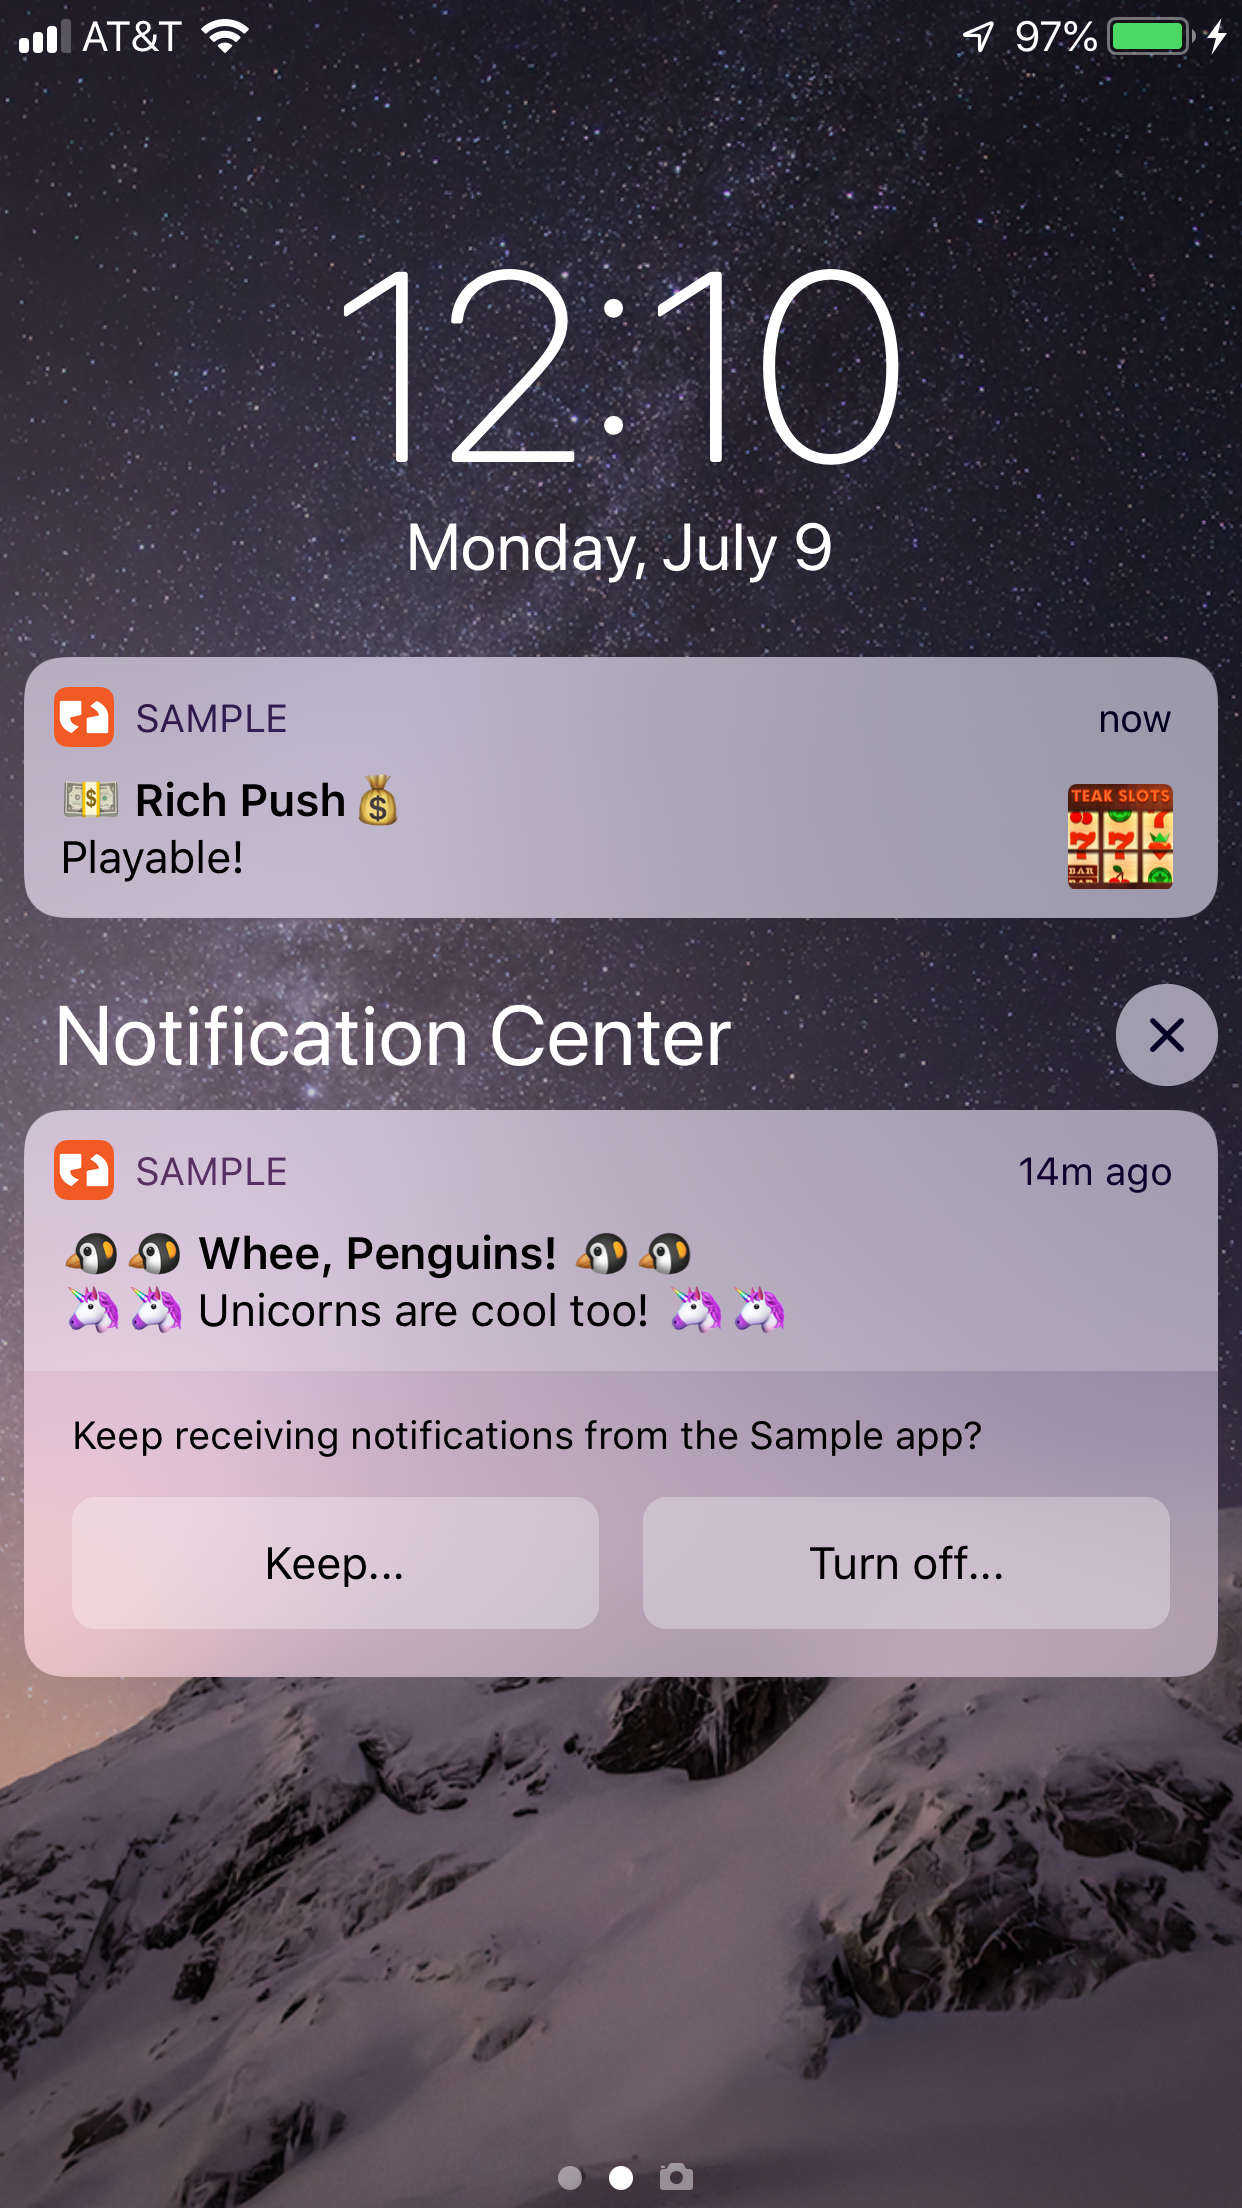 AT&T 97%
12:10
Monday, July 9
SAMPLE now
💵 Rich Push💰
Playable!
TEAK SLOTS
BAR
BAR
Notification Center
SAMPLE 14m ago
🐧🐧 Whee, Penguins! 🐧🐧
🦄🦄 Unicorns are cool too! 🦄🦄
Keep receiving notifications from the Sample app?
Keep... Turn off...